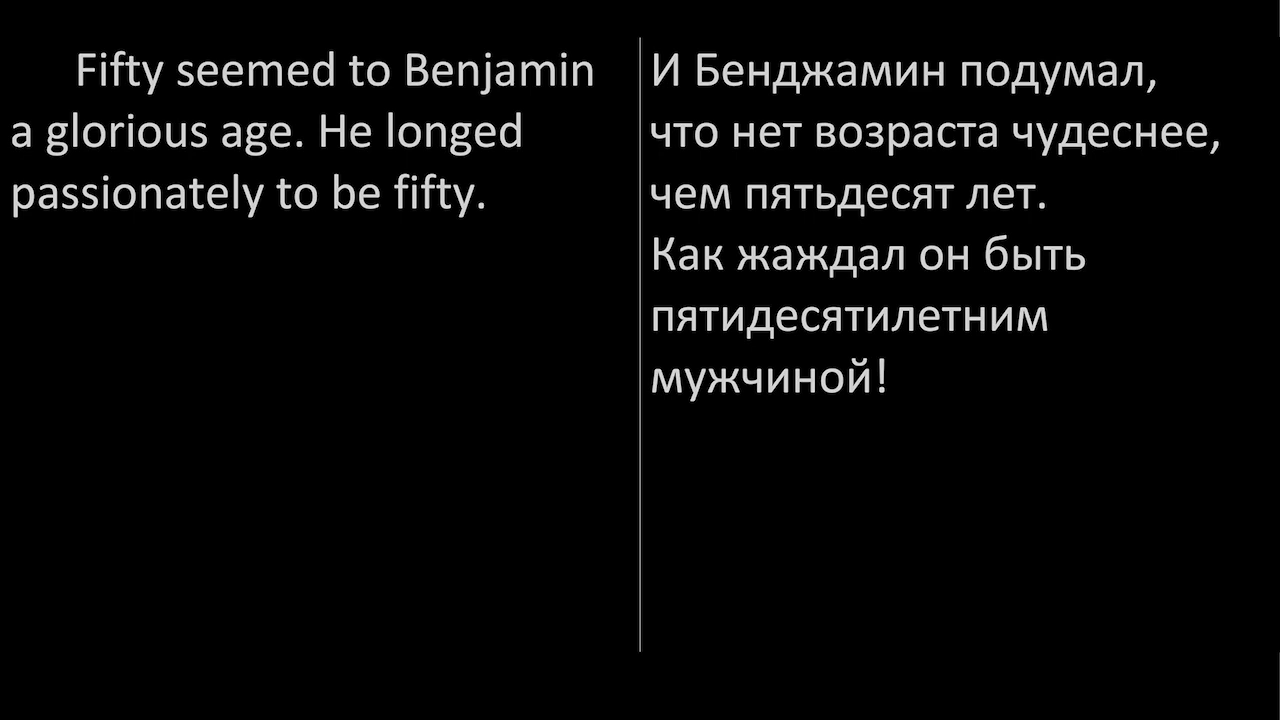 Fifty seemed to Benjamin
a glorious age. He longed
passionately to be fifty.
И Бенджамин подумал,
что нет возраста чудеснее,
чем пятьдесят лет.
Как жаждал он быть
пятидесятилетним
мужчиной!